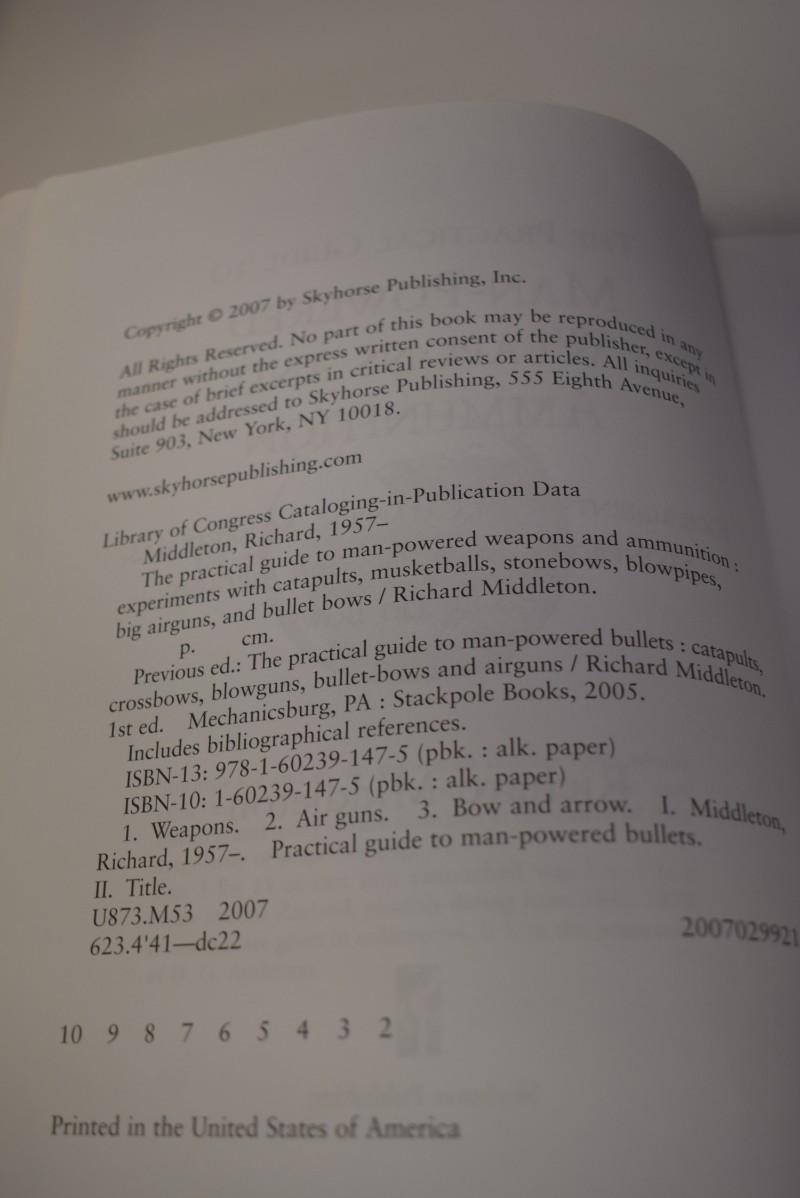 Copyright © 2007 by Skyhorse Publishing, Inc.
All Rights Reserved. No part of this book may be reproduced in any
manner without the express written consent of the publisher, except in
the case of brief excerpts in critical reviews or articles. All inquiries
should be addressed to Skyhorse Publishing, 555 Eighth Avenue,
Suite 903, New York, NY 10018.
www.skyhorsepublishing.com
Library of Congress Cataloging-in-Publication Data
Middleton, Richard, 1957–
The practical guide to man-powered weapons and ammunition :
experiments with catapults, musketballs, stonebows, blowpipes,
big airguns, and bullet bows / Richard Middleton.
p. cm.
Previous ed.: The practical guide to man-powered bullets : catapults,
crossbows, blowguns, bullet-bows and airguns / Richard Middleton.
1st ed. Mechanicsburg, PA : Stackpole Books, 2005.
Includes bibliographical references.
ISBN-13: 978-1-60239-147-5 (pbk. : alk. paper)
ISBN-10: 1-60239-147-5 (pbk. : alk. paper)
1. Weapons. 2. Air guns. 3. Bow and arrow. I. Middleton,
Richard, 1957–. Practical guide to man-powered bullets.
II. Title.
U873.M53 2007
623.4'41—dc22
2007029921
10 9 8 7 6 5 4 3 2
Printed in the United States of America